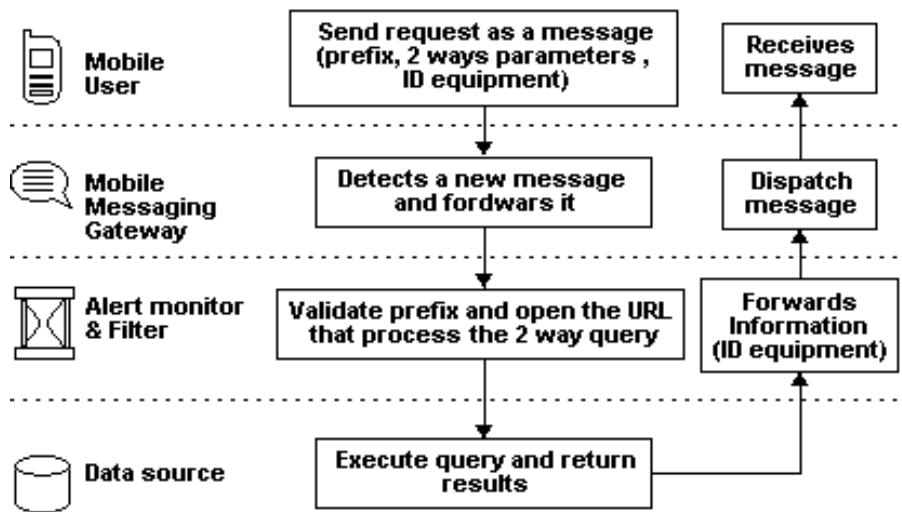 Mobile
User
Send request as a message
(prefix, 2 ways parameters ,
ID equipment)
Receives
message
Mobile
Messaging
Gateway
Detects a new message
and fordwars it
Dispatch
message
Alert monitor
& Filter
Validate prefix and open the URL
that process the 2 way query
Forwards
Information
(ID equipment)
Data source
Execute query and return
results